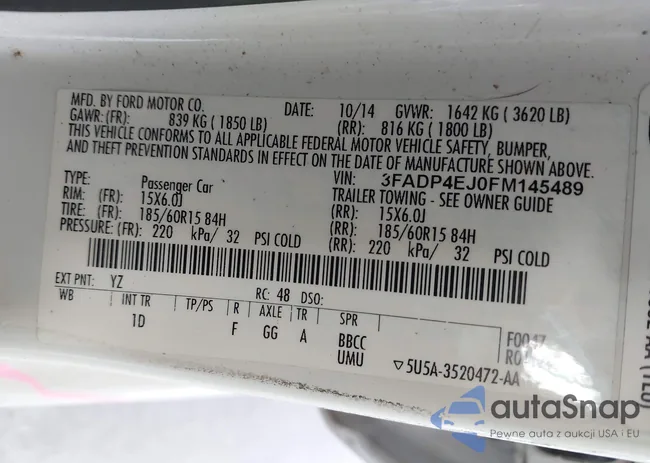 MFD. BY FORD MOTOR CO. DATE: 10/14 GVWR: 1642 KG ( 3620 LB)
GAWR: (FR): 839 KG ( 1850 LB) (RR): 816 KG ( 1800 LB)
THIS VEHICLE CONFORMS TO ALL APPLICABLE FEDERAL MOTOR VEHICLE SAFETY, BUMPER,
AND THEFT PREVENTION STANDARDS IN EFFECT ON THE DATE OF MANUFACTURE SHOWN ABOVE.
VIN: 3FADP4EJ0FM145489
TYPE: Passenger Car TRAILER TOWING - SEE OWNER GUIDE
RIM: (FR): 15X6.0J (RR): 15X6.0J
TIRE: (FR): 185/60R15 84H (RR): 185/60R15 84H
PRESSURE: (FR): 220 kPa/ 32 PSI COLD (RR): 220 kPa/ 32 PSI COLD
EXT PNT: YZ RC: 48 DSO:
WB INT TR TP/PS R AXLE TR SPR
1D F GG A BBCC
UMU ▽5U5A-3520472-AA
autaSnap
Pewne auta z aukcji USA i EU